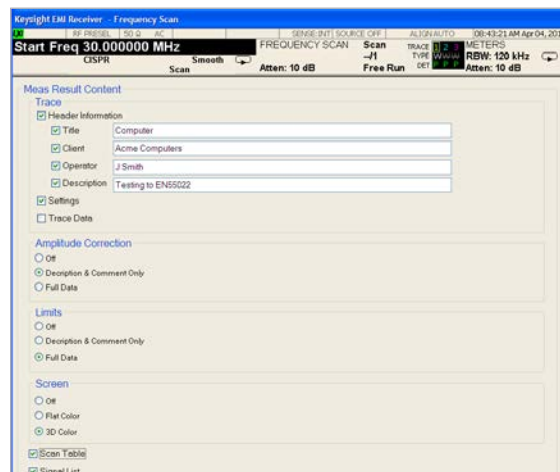 Keysight EMI Receiver - Frequency Scan
LXI RF PRESEL 50 Ω AC SENSE:INT SOURCE OFF ALIGN AUTO 08:43:21 AM Apr 04, 201
Start Freq 30.000000 MHz FREQUENCY SCAN Scan TRACE 1 2 3 METERS
CISPR Smooth --/1 TYPE WWWW RBW: 120 kHz
Scan Atten: 10 dB Free Run DET P P P Atten: 10 dB
Meas Result Content
Trace
Header Information
Title Computer
Client Acme Computers
Operator J Smith
Description Testing to EN55022
Settings
Trace Data
Amplitude Correction
Off
Decription & Comment Only
Full Data
Limits
Off
Decription & Comment Only
Full Data
Screen
Off
Flat Color
3D Color
Scan Table
Signal List